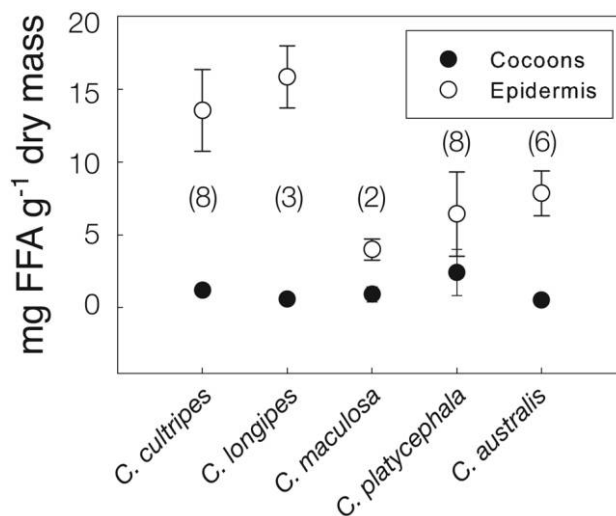 mg FFA g⁻¹ dry mass
20
15
10
5
0
Cocoons
Epidermis
(8)
(3)
(2)
(8)
(6)
C. cultripes
C. longipes
C. maculosa
C. platycephala
C. australis